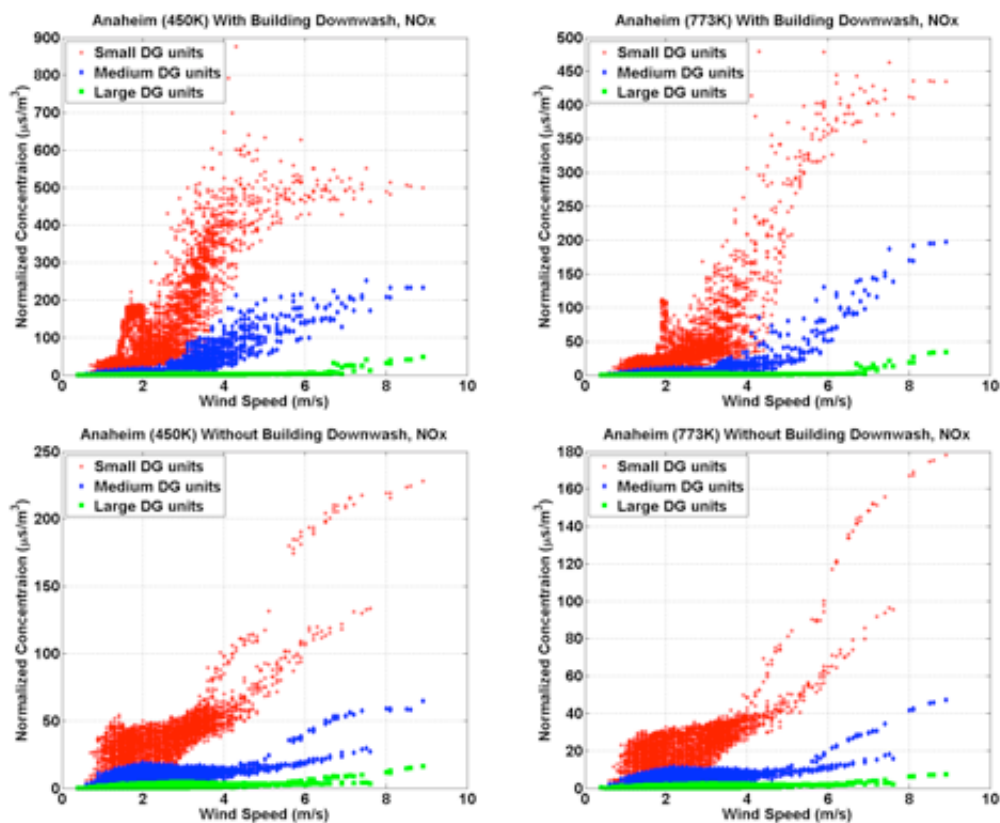 Anaheim (450K) With Building Downwash, NOx
900
800
700
600
500
400
300
200
100
0
Normalized Concentraion (μs/m³)
Small DG units
Medium DG units
Large DG units
0 2 4 6 8 10
Wind Speed (m/s)
Anaheim (773K) With Building Downwash, NOx
500
450
400
350
300
250
200
150
100
50
0
Normalized Concentraion (μs/m³)
Small DG units
Medium DG units
Large DG units
0 2 4 6 8 10
Wind Speed (m/s)
Anaheim (450K) Without Building Downwash, NOx
250
200
150
100
50
0
Normalized Concentraion (μs/m³)
Small DG units
Medium DG units
Large DG units
0 2 4 6 8 10
Wind Speed (m/s)
Anaheim (773K) Without Building Downwash, NOx
180
160
140
120
100
80
60
40
20
0
Normalized Concentraion (μs/m³)
Small DG units
Medium DG units
Large DG units
0 2 4 6 8 10
Wind Speed (m/s)